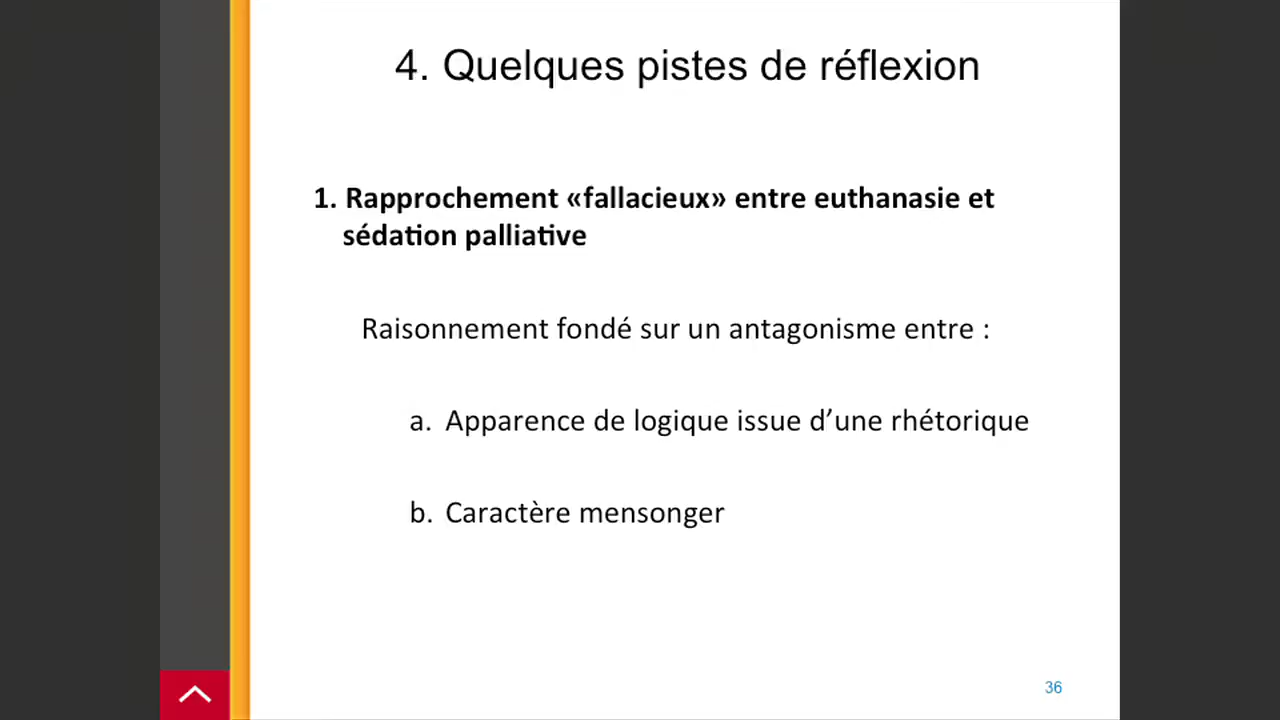 4. Quelques pistes de réflexion
1. Rapprochement «fallacieux» entre euthanasie et
sédation palliative
Raisonnement fondé sur un antagonisme entre :
a. Apparence de logique issue d’une rhétorique
b. Caractère mensonger
36